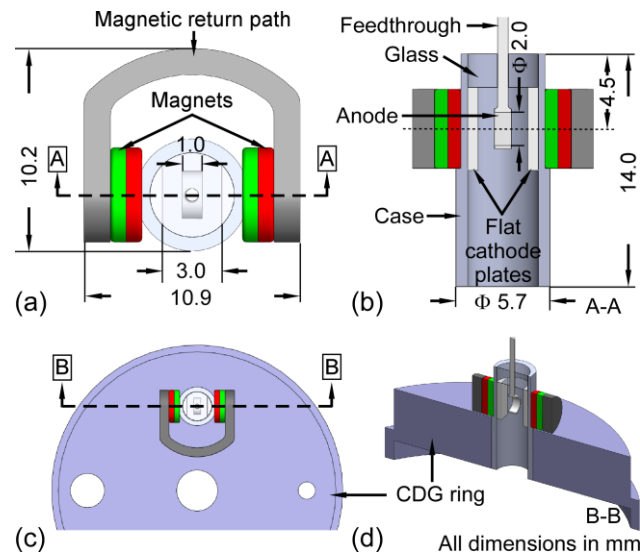 Magnetic return path
Magnets
1.0
A
A
10.2
3.0
10.9
(a)
Feedthrough
Glass
Φ 2.0
Anode
4.5
14.0
Case
Flat
cathode
plates
Φ 5.7
A-A
(b)
B
B
CDG ring
(c)
(d)
B-B
All dimensions in mm